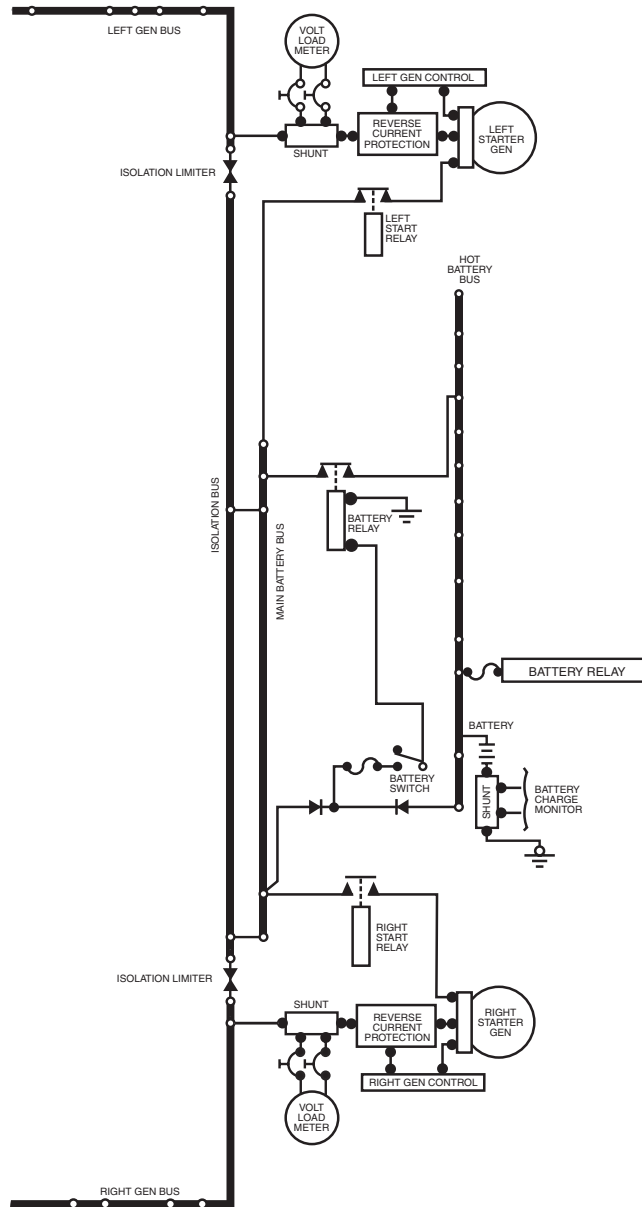 LEFT GEN BUS
VOLT
LOAD
METER
LEFT GEN CONTROL
REVERSE
CURRENT
PROTECTION
LEFT
STARTER
GEN
SHUNT
ISOLATION LIMITER
LEFT
START
RELAY
HOT
BATTERY
BUS
ISOLATION BUS
MAIN BATTERY BUS
BATTERY
RELAY
BATTERY RELAY
BATTERY
BATTERY
SWITCH
SHUNT
BATTERY
CHARGE
MONITOR
RIGHT
START
RELAY
ISOLATION LIMITER
SHUNT
REVERSE
CURRENT
PROTECTION
RIGHT
STARTER
GEN
RIGHT GEN CONTROL
VOLT
LOAD
METER
RIGHT GEN BUS